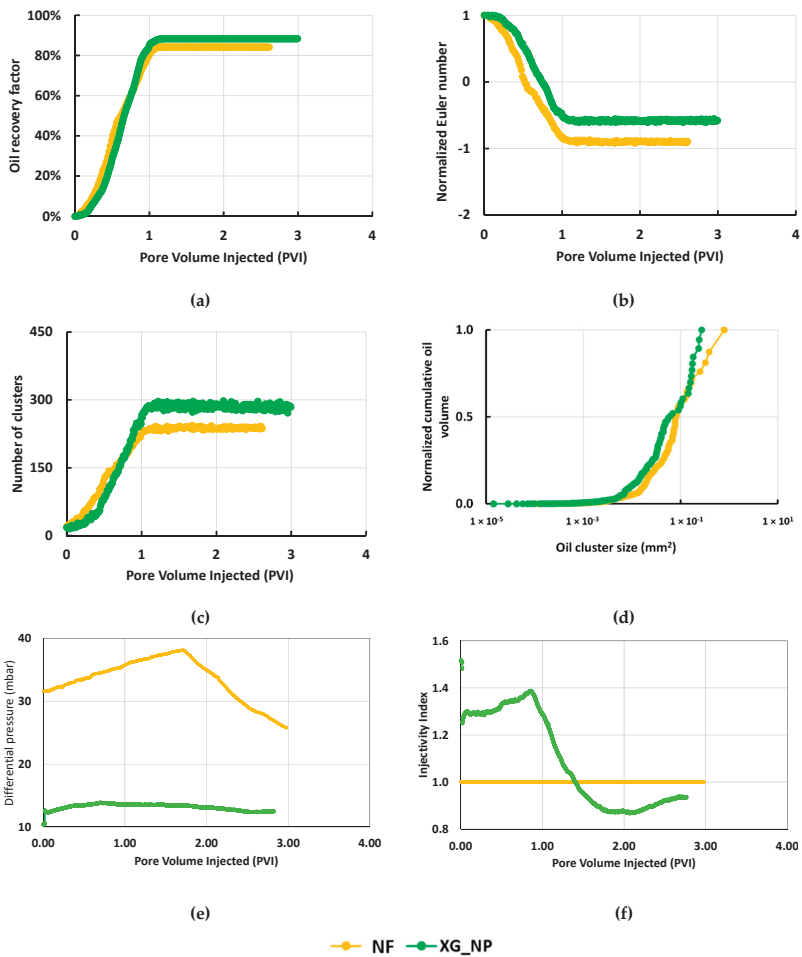 100%
80%
60%
40%
20%
0%
Oil recovery factor
0 1 2 3 4
Pore Volume Injected (PVI)
(a)
1
0
-1
-2
Normalized Euler number
0 1 2 3 4
Pore Volume Injected (PVI)
(b)
450
300
150
0
Number of clusters
0 1 2 3 4
Pore Volume Injected (PVI)
(c)
1.0
0.5
0.0
Normalized cumulative oil
volume
1 × 10⁻⁵ 1 × 10⁻³ 1 × 10⁻¹ 1 × 10¹
Oil cluster size (mm²)
(d)
40
30
20
10
Differential pressure (mbar)
0.00 1.00 2.00 3.00 4.00
Pore Volume Injected (PVI)
(e)
1.6
1.4
1.2
1.0
0.8
Injectivity Index
0.00 1.00 2.00 3.00 4.00
Pore Volume Injected (PVI)
(f)
NF XG_NP